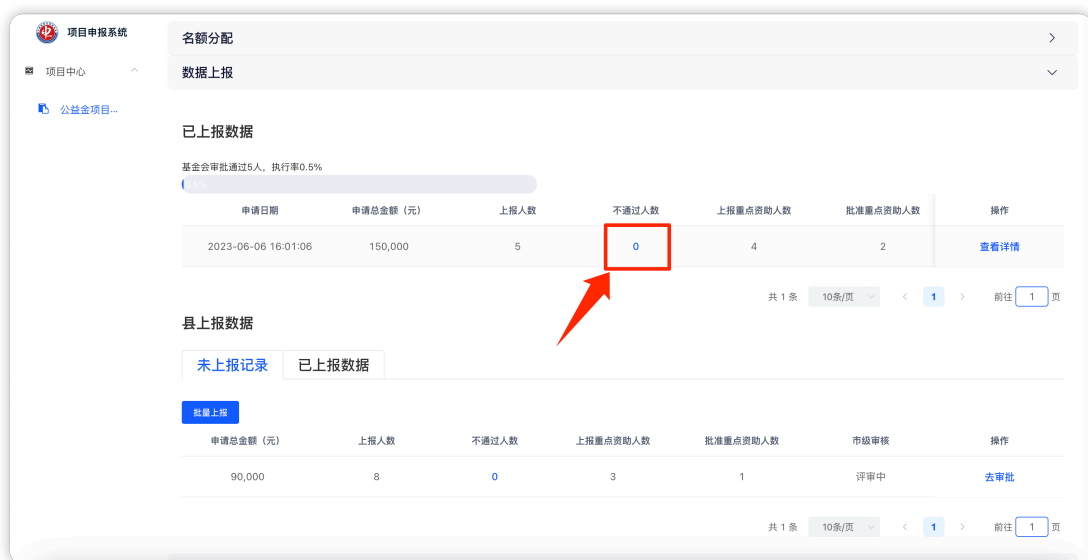 项目申报系统
项目中心
公益金项目...
名额分配
数据上报
已上报数据
基金会审批通过5人，执行率0.5%
申请日期 申请总金额（元） 上报人数 不通过人数 上报重点资助人数 批准重点资助人数 操作
2023-06-06 16:01:06 150,000 5 0 4 2 查看详情
共 1 条 10条/页 1 前往 1 页
县上报数据
未上报记录 已上报数据
批量上报
申请总金额（元） 上报人数 不通过人数 上报重点资助人数 批准重点资助人数 市级审核 操作
90,000 8 0 3 1 评审中 去审批
共 1 条 10条/页 1 前往 1 页